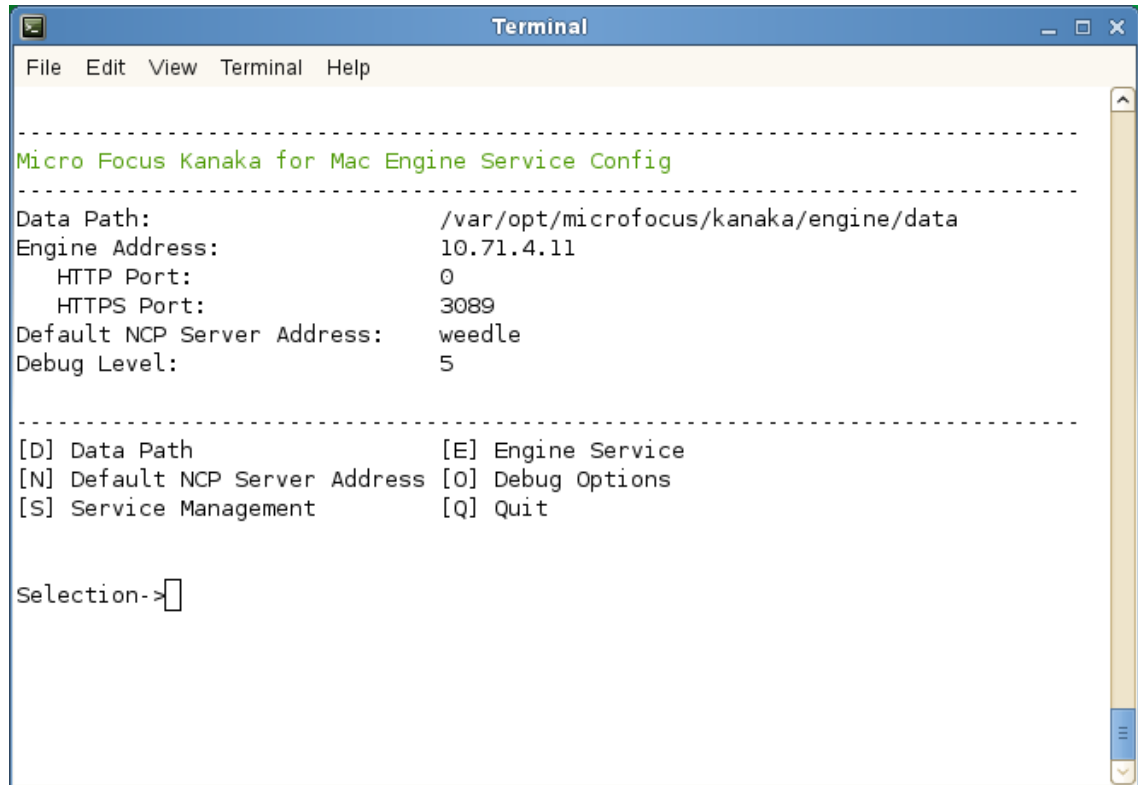 Terminal
File Edit View Terminal Help
--------------------------------------------------------------------------------
Micro Focus Kanaka for Mac Engine Service Config
--------------------------------------------------------------------------------
Data Path: /var/opt/microfocus/kanaka/engine/data
Engine Address: 10.71.4.11
HTTP Port: 0
HTTPS Port: 3089
Default NCP Server Address: weedle
Debug Level: 5
--------------------------------------------------------------------------------
[D] Data Path [E] Engine Service
[N] Default NCP Server Address [O] Debug Options
[S] Service Management [Q] Quit
Selection->